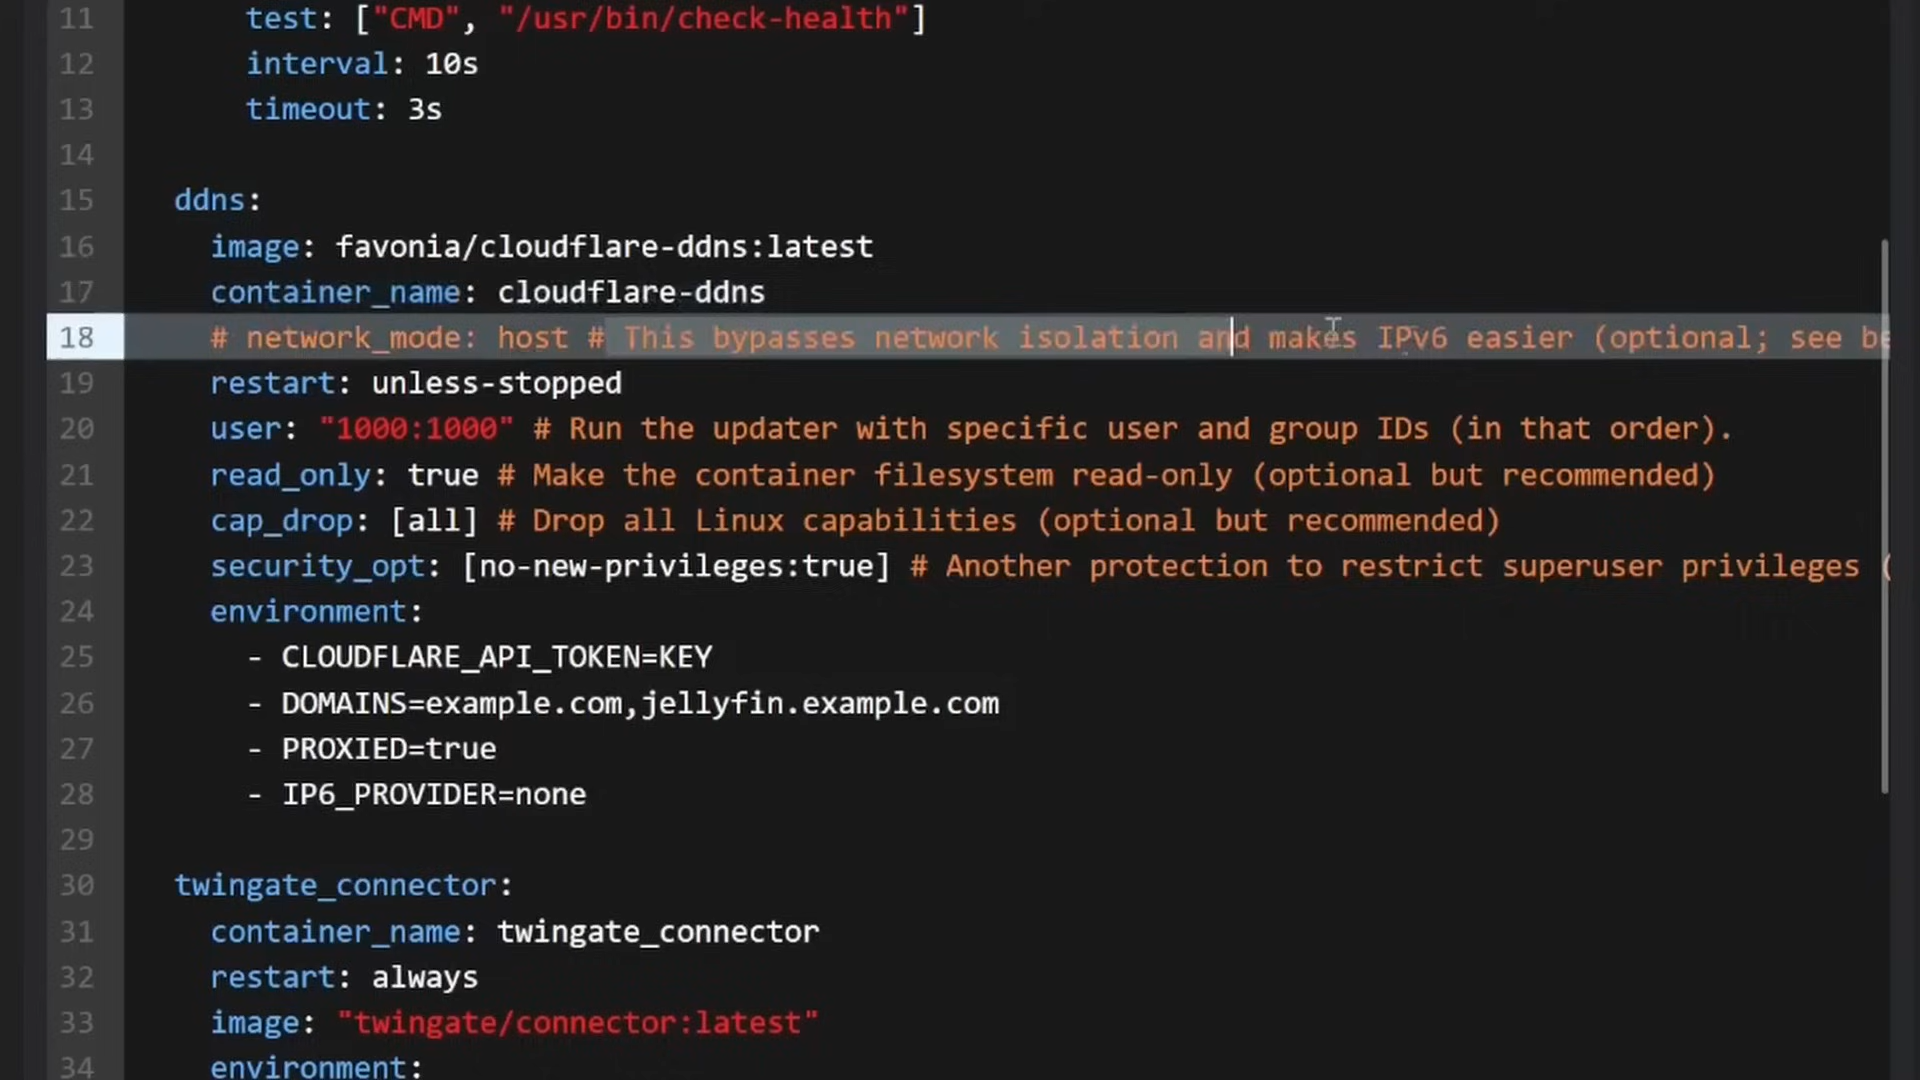 11 test: ["CMD", "/usr/bin/check-health"]
12 interval: 10s
13 timeout: 3s
14
15 ddns:
16 image: favonia/cloudflare-ddns:latest
17 container_name: cloudflare-ddns
18 # network_mode: host # This bypasses network isolation and makes IPv6 easier (optional; see be
19 restart: unless-stopped
20 user: "1000:1000" # Run the updater with specific user and group IDs (in that order).
21 read_only: true # Make the container filesystem read-only (optional but recommended)
22 cap_drop: [all] # Drop all Linux capabilities (optional but recommended)
23 security_opt: [no-new-privileges:true] # Another protection to restrict superuser privileges (
24 environment:
25 - CLOUDFLARE_API_TOKEN=KEY
26 - DOMAINS=example.com,jellyfin.example.com
27 - PROXIED=true
28 - IP6_PROVIDER=none
29
30 twingate_connector:
31 container_name: twingate_connector
32 restart: always
33 image: "twingate/connector:latest"
34 environment: